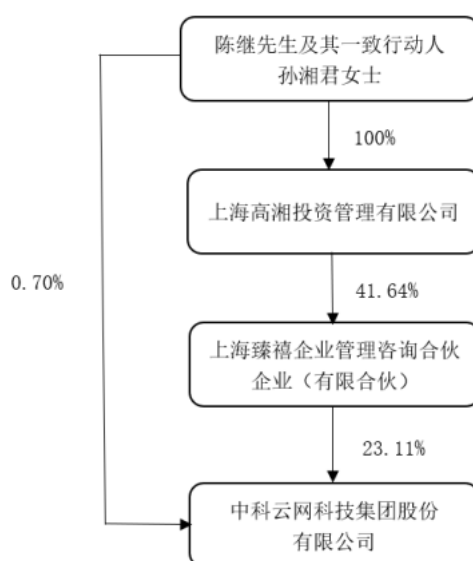 陈继先生及其一致行动人
孙湘君女士
100%
上海高湘投资管理有限公司
0.70%
41.64%
上海臻禧企业管理咨询合伙
企业（有限合伙）
23.11%
中科云网科技集团股份
有限公司